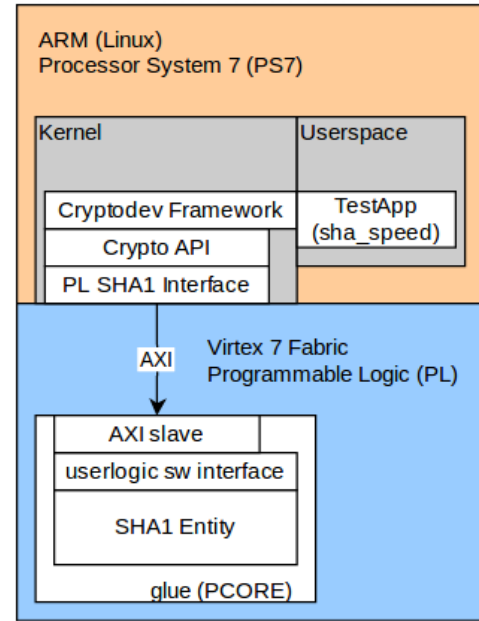 ARM (Linux)
Processor System 7 (PS7)
Kernel
Userspace
Cryptodev Framework
TestApp
(sha_speed)
Crypto API
PL SHA1 Interface
AXI
Virtex 7 Fabric
Programmable Logic (PL)
AXI slave
userlogic sw interface
SHA1 Entity
glue (PCORE)